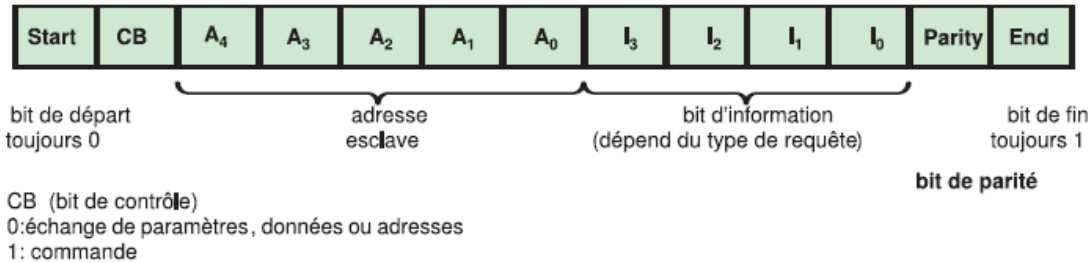 Start CB A4 A3 A2 A1 A0 I3 I2 I1 I0 Parity End
bit de départ
toujours 0
adresse
esclave
bit d'information
(dépend du type de requête)
bit de fin
toujours 1
bit de parité
CB (bit de contrôle)
0:échange de paramètres, données ou adresses
1: commande